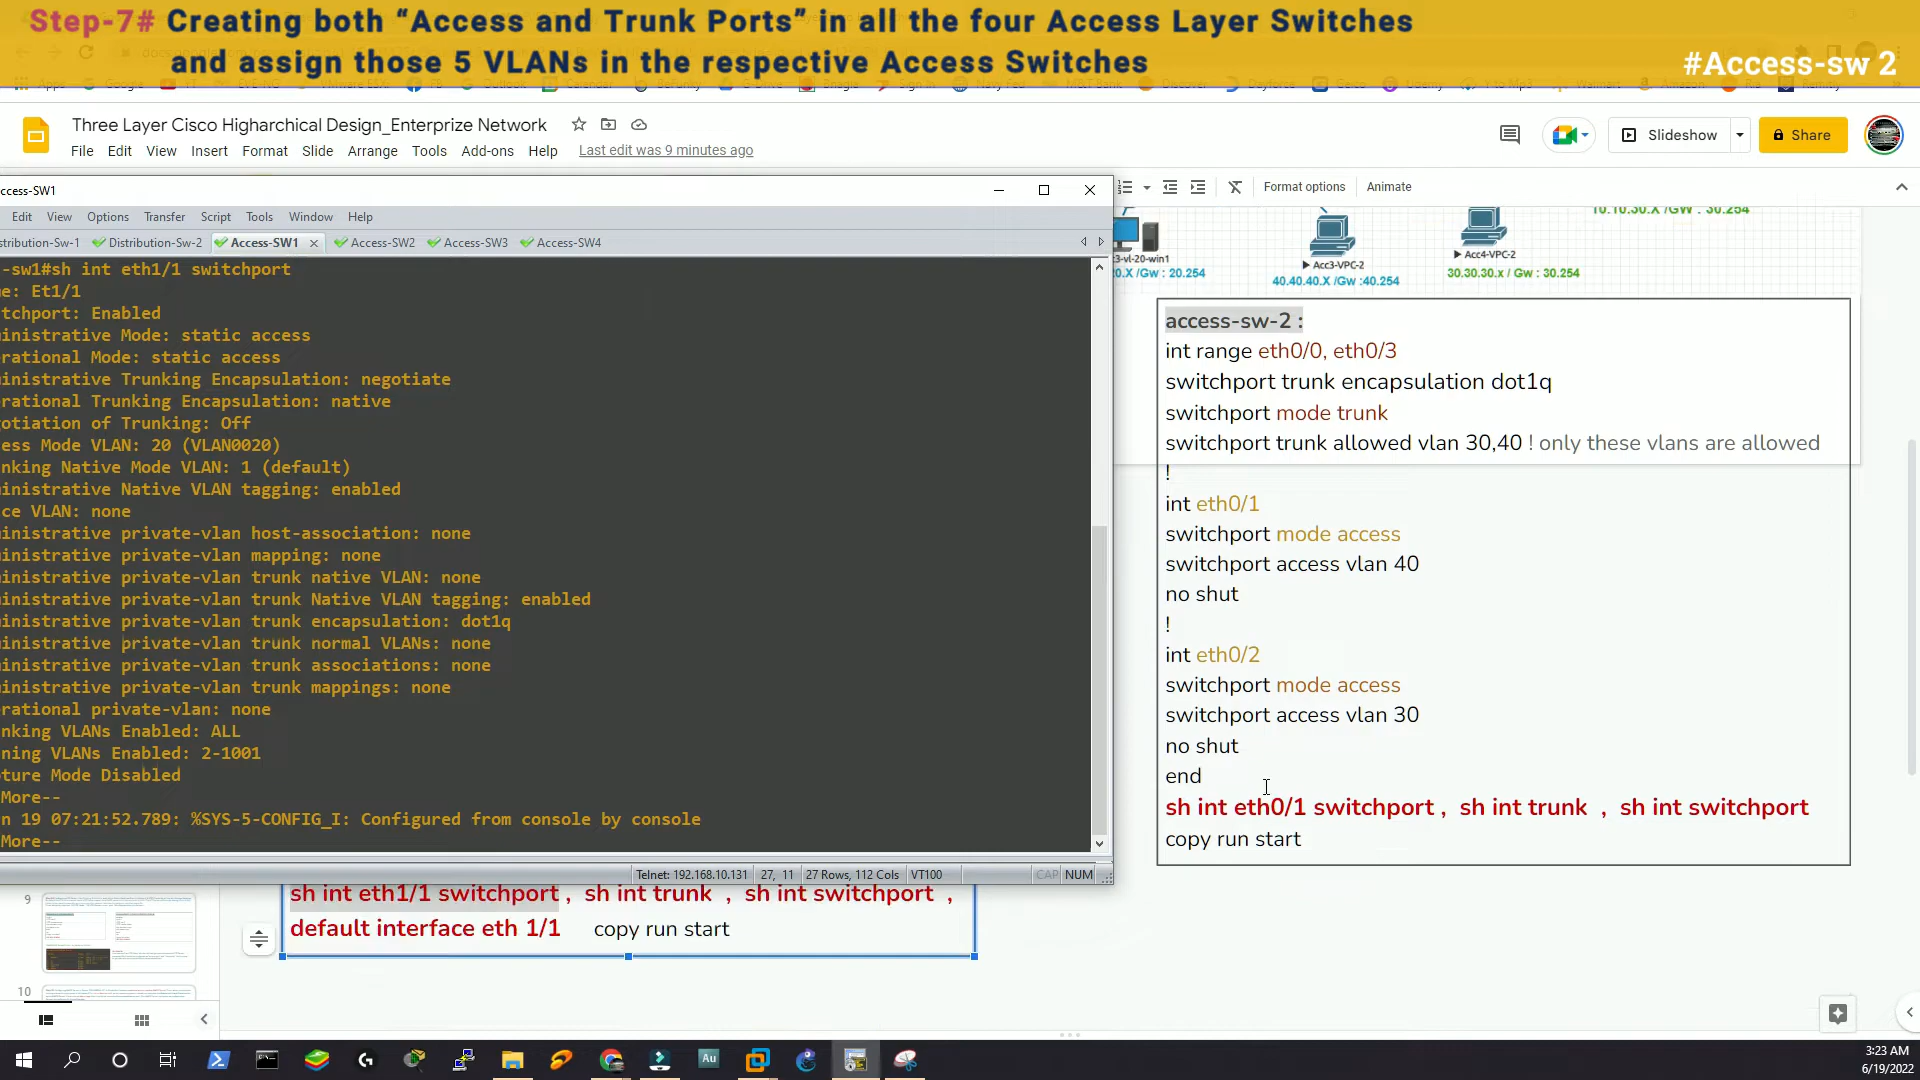 Step-7# Creating both “Access and Trunk Ports” in all the four Access Layer Switches
and assign those 5 VLANs in the respective Access Switches
#Access-sw 2
Three Layer Cisco Higharchical Design_Enterprize Network
File Edit View Insert Format Slide Arrange Tools Add-ons Help Last edit was 9 minutes ago
Slideshow
Share
Format options Animate
ccess-SW1
Edit View Options Transfer Script Tools Window Help
stribution-Sw-1 Distribution-Sw-2 Access-SW1 Access-SW2 Access-SW3 Access-SW4
-sw1#sh int eth1/1 switchport
e: Et1/1
tchport: Enabled
inistrative Mode: static access
erational Mode: static access
inistrative Trunking Encapsulation: negotiate
erational Trunking Encapsulation: native
otiation of Trunking: Off
ess Mode VLAN: 20 (VLAN0020)
nking Native Mode VLAN: 1 (default)
inistrative Native VLAN tagging: enabled
ce VLAN: none
inistrative private-vlan host-association: none
inistrative private-vlan mapping: none
inistrative private-vlan trunk native VLAN: none
inistrative private-vlan trunk Native VLAN tagging: enabled
inistrative private-vlan trunk encapsulation: dot1q
inistrative private-vlan trunk normal VLANs: none
inistrative private-vlan trunk associations: none
inistrative private-vlan trunk mappings: none
erational private-vlan: none
nking VLANs Enabled: ALL
ning VLANs Enabled: 2-1001
ture Mode Disabled
More--
n 19 07:21:52.789: %SYS-5-CONFIG_I: Configured from console by console
More--
Telnet: 192.168.10.131 27, 11 27 Rows, 112 Cols VT100 CAP NUM
10.10.30.X /GW : 30.254
c3-vl-20-win1
0.X /Gw : 20.254
Acc3-VPC-2
40.40.40.X /Gw :40.254
Acc4-VPC-2
30.30.30.x / Gw : 30.254
access-sw-2 :
int range eth0/0, eth0/3
switchport trunk encapsulation dot1q
switchport mode trunk
switchport trunk allowed vlan 30,40 ! only these vlans are allowed
!
int eth0/1
switchport mode access
switchport access vlan 40
no shut
!
int eth0/2
switchport mode access
switchport access vlan 30
no shut
end
sh int eth0/1 switchport , sh int trunk , sh int switchport
copy run start
sh int eth1/1 switchport , sh int trunk , sh int switchport ,
default interface eth 1/1 copy run start
9
10
Au
3:23 AM
6/19/2022